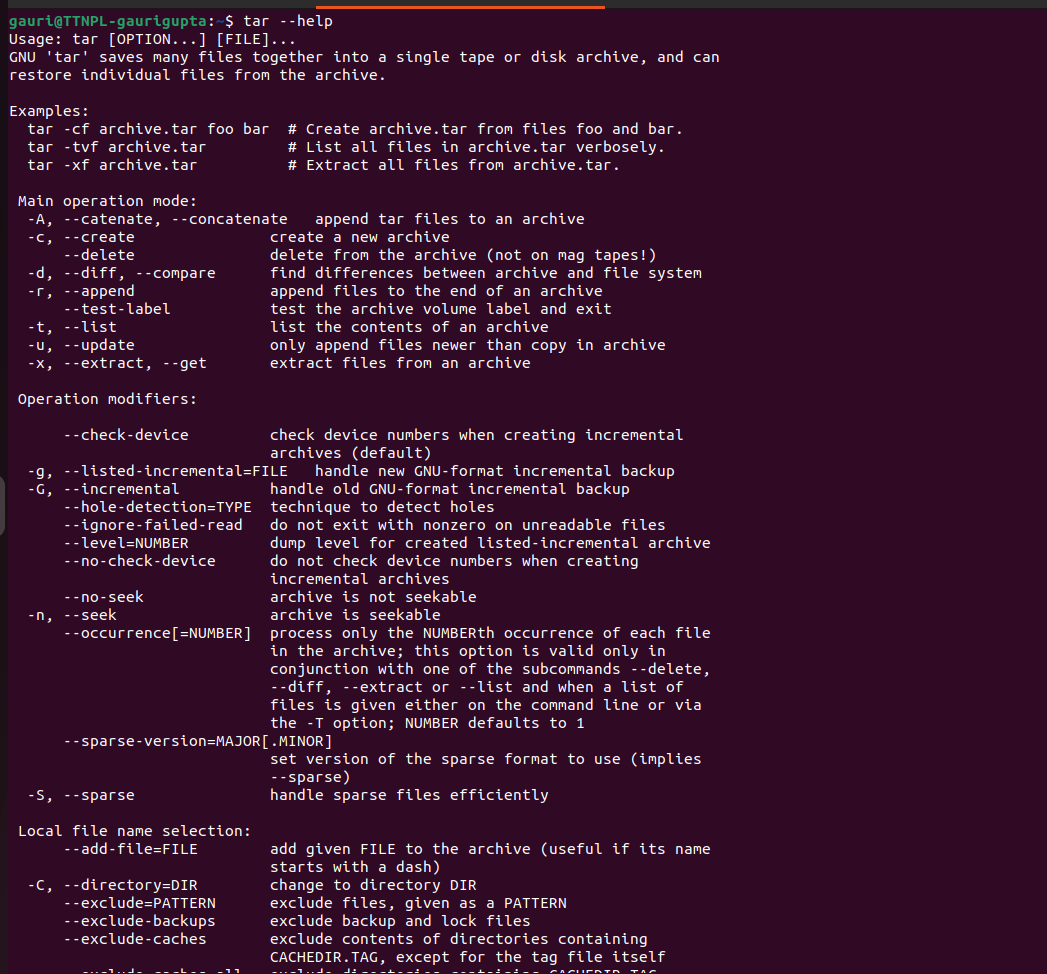 gauri@TTNPL-gaurigupta:~$ tar --help
Usage: tar [OPTION...] [FILE]...
GNU 'tar' saves many files together into a single tape or disk archive, and can
restore individual files from the archive.

Examples:
  tar -cf archive.tar foo bar  # Create archive.tar from files foo and bar.
  tar -tvf archive.tar         # List all files in archive.tar verbosely.
  tar -xf archive.tar          # Extract all files from archive.tar.

 Main operation mode:
  -A, --catenate, --concatenate   append tar files to an archive
  -c, --create               create a new archive
      --delete               delete from the archive (not on mag tapes!)
  -d, --diff, --compare      find differences between archive and file system
  -r, --append               append files to the end of an archive
      --test-label           test the archive volume label and exit
  -t, --list                 list the contents of an archive
  -u, --update               only append files newer than copy in archive
  -x, --extract, --get       extract files from an archive

 Operation modifiers:

      --check-device         check device numbers when creating incremental
                             archives (default)
  -g, --listed-incremental=FILE   handle new GNU-format incremental backup
  -G, --incremental          handle old GNU-format incremental backup
      --hole-detection=TYPE  technique to detect holes
      --ignore-failed-read   do not exit with nonzero on unreadable files
      --level=NUMBER         dump level for created listed-incremental archive
      --no-check-device      do not check device numbers when creating
                             incremental archives
      --no-seek              archive is not seekable
  -n, --seek                 archive is seekable
      --occurrence[=NUMBER]  process only the NUMBERth occurrence of each file
                             in the archive; this option is valid only in
                             conjunction with one of the subcommands --delete,
                             --diff, --extract or --list and when a list of
                             files is given either on the command line or via
                             the -T option; NUMBER defaults to 1
      --sparse-version=MAJOR[.MINOR]
                             set version of the sparse format to use (implies
                             --sparse)
  -S, --sparse               handle sparse files efficiently

 Local file name selection:
      --add-file=FILE        add given FILE to the archive (useful if its name
                             starts with a dash)
  -C, --directory=DIR        change to directory DIR
      --exclude=PATTERN      exclude files, given as a PATTERN
      --exclude-backups      exclude backup and lock files
      --exclude-caches       exclude contents of directories containing
                             CACHEDIR.TAG, except for the tag file itself
      --exclude-caches-all   exclude directories containing CACHEDIR.TAG